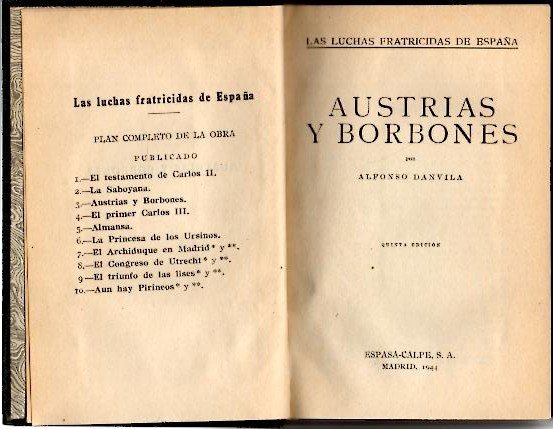 Las luchas fratricidas de España
PLAN COMPLETO DE LA OBRA
PUBLICADO
1.—El testamento de Carlos II.
2.—La Saboyana.
3.—Austrias y Borbones.
4.—El primer Carlos III.
5.—Almansa.
6.—La Princesa de los Ursinos.
7.—El Archiduque en Madrid* y **.
8.—El Congreso de Utrecht* y **.
9—El triunfo de las lises* y **.
10.—Aun hay Pirineos* y **.
LAS LUCHAS FRATRICIDAS DE ESPAÑA
AUSTRIAS
Y BORBONES
por
ALFONSO DANVILA
QUINTA EDICIÓN
ESPASA-CALPE, S. A.
MADRID, 1944